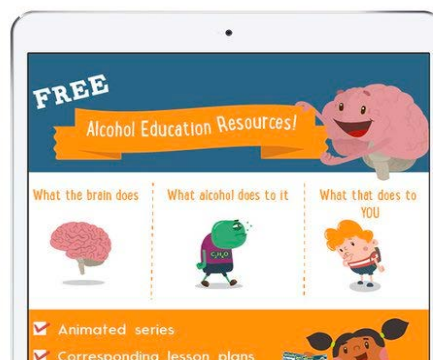 FREE
Alcohol Education Resources!
What the brain does
What alcohol does to it
What that does to
YOU
Animated series
Corresponding lesson plans